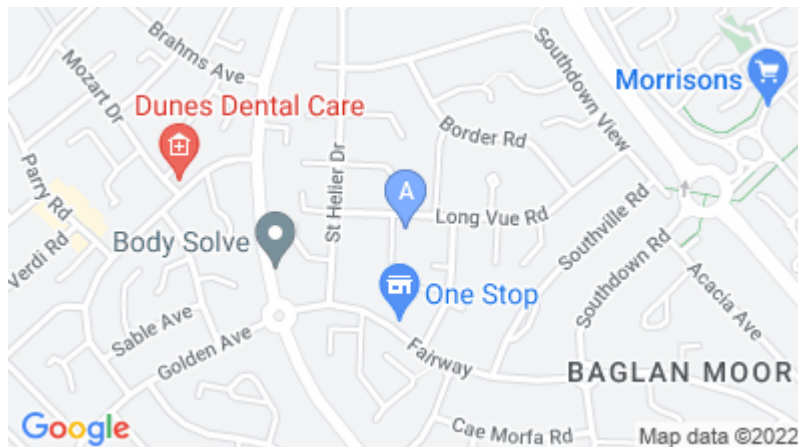 Brahms Ave
Southdown View
Mozart Dr
Morrisons
Dunes Dental Care
Border Rd
Parry Rd
St Helier Dr
A
Long Vue Rd
Southville Rd
Verdi Rd
Body Solve
Southdown Rd
Acacia Ave
One Stop
Sable Ave
Golden Ave
Fairway
BAGLAN MOOR
Google
Cae Morfa Rd
Map data ©2022